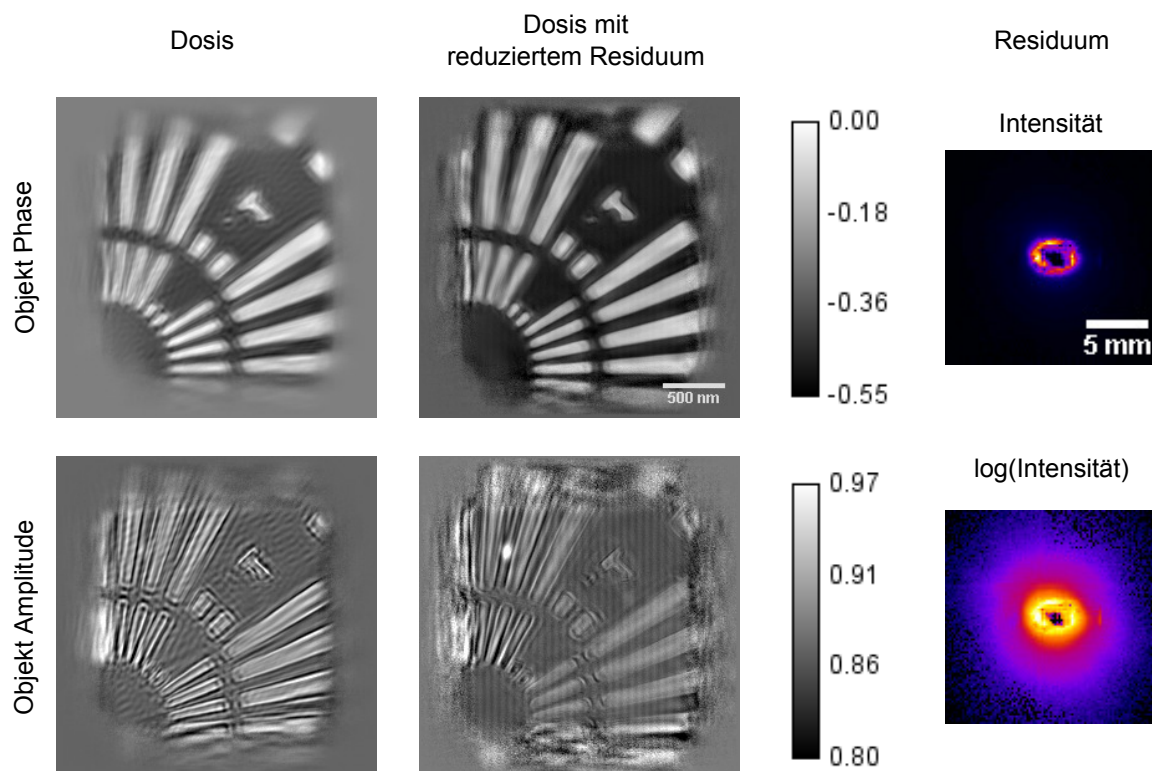 Dosis
Dosis mit
reduziertem Residuum
Residuum
Objekt Phase
500 nm
0.00
-0.18
-0.36
-0.55
Intensität
5 mm
Objekt Amplitude
0.97
0.91
0.86
0.80
log(Intensität)